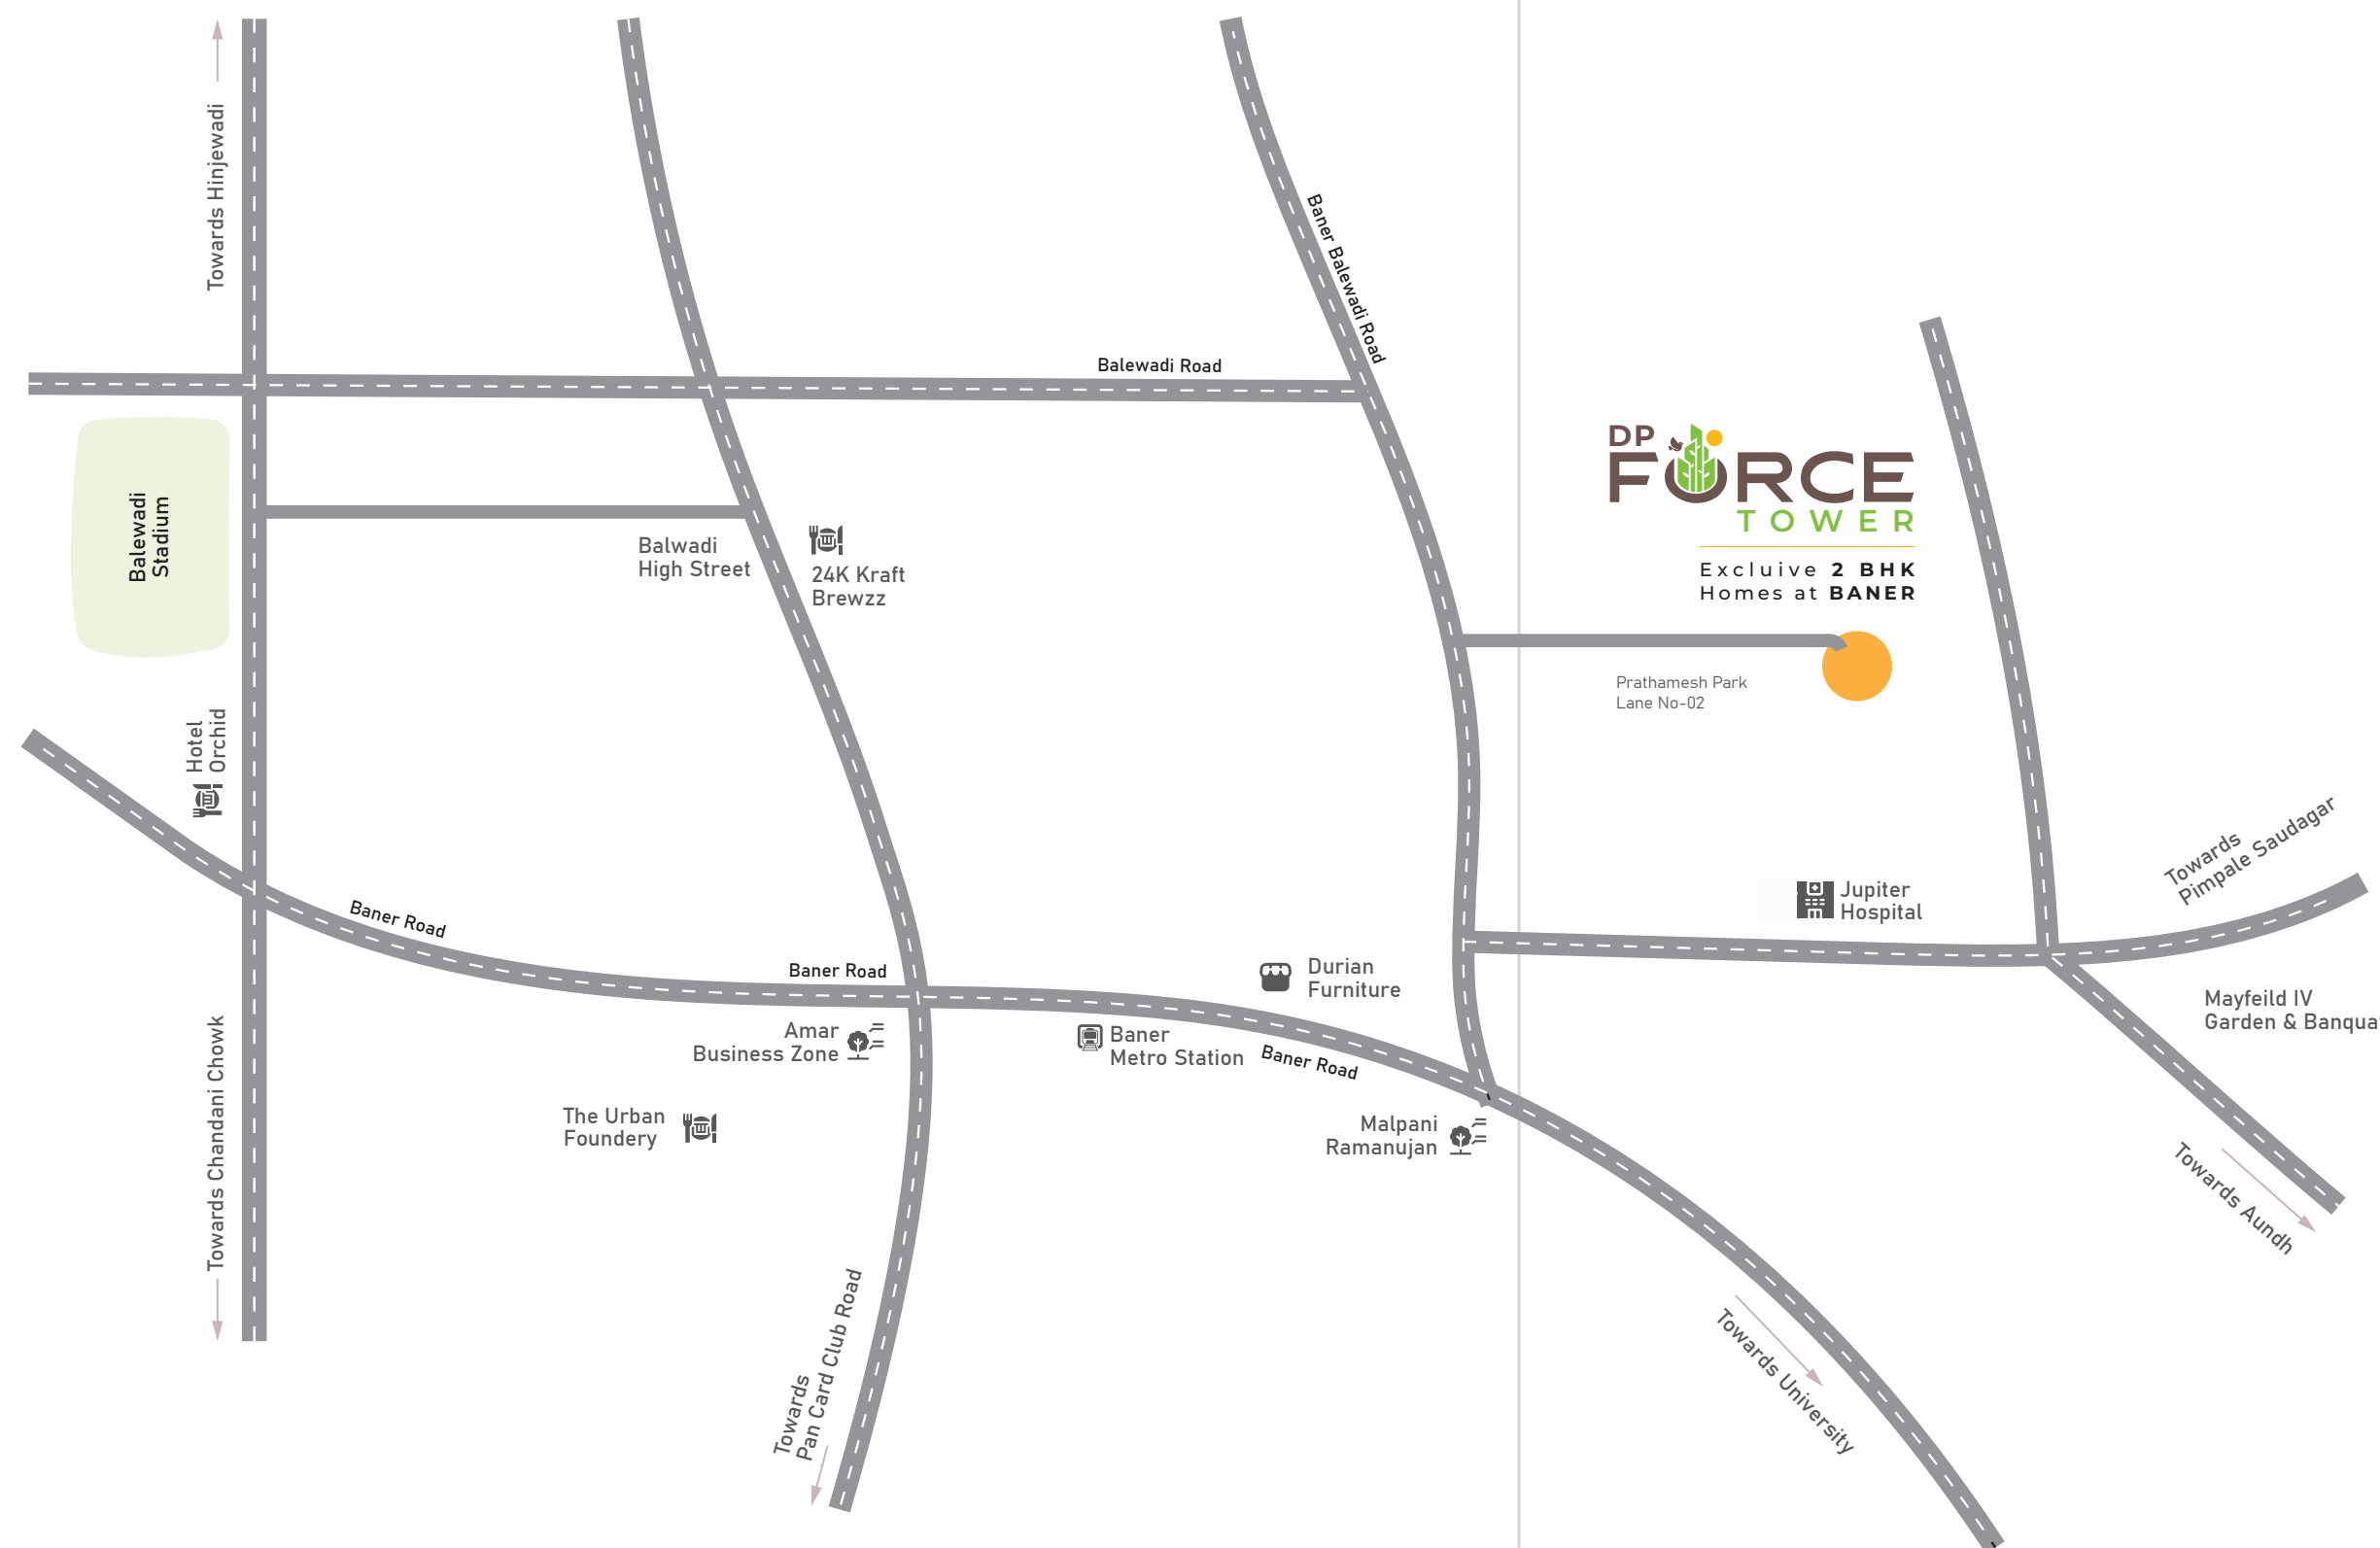 Towards Hinjewadi
Baner Balewadi Road
Balewadi Road
Balewadi
Stadium
DP
FORCE
TOWER
Excluive 2 BHK
Homes at BANER
Balwadi
High Street
24K Kraft
Brewzz
Prathamesh Park
Lane No-02
Hotel
Orchid
Towards
Pimpale Saudagar
Jupiter
Hospital
Baner Road
Baner Road
Durian
Furniture
Mayfeild IV
Garden & Banqua
Amar
Business Zone
Baner
Metro Station
Baner Road
Towards Chandani Chowk
The Urban
Foundery
Malpani
Ramanujan
Towards Aundh
Towards
Pan Card Club Road
Towards University